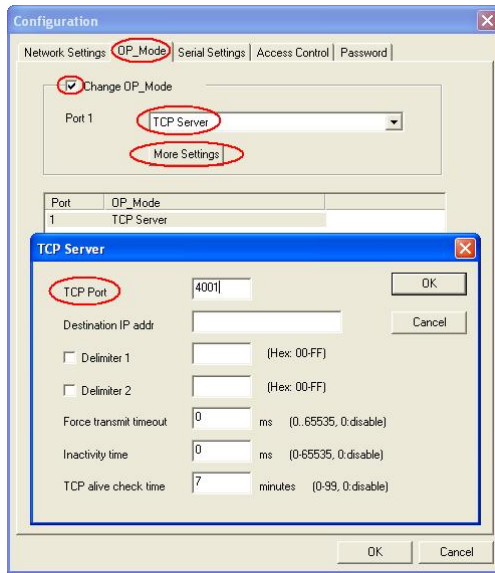 Configuration
Network Settings OP_Mode Serial Settings Access Control Password
Change OP_Mode
Port 1 TCP Server
More Settings
Port OP_Mode
1 TCP Server
TCP Server
TCP Port 4001 OK
Destination IP addr Cancel
Delimiter 1 (Hex: 00-FF)
Delimiter 2 (Hex: 00-FF)
Force transmit timeout 0 ms (0..65535, 0:disable)
Inactivity time 0 ms (0-65535, 0:disable)
TCP alive check time 7 minutes (0-99, 0:disable)
OK Cancel